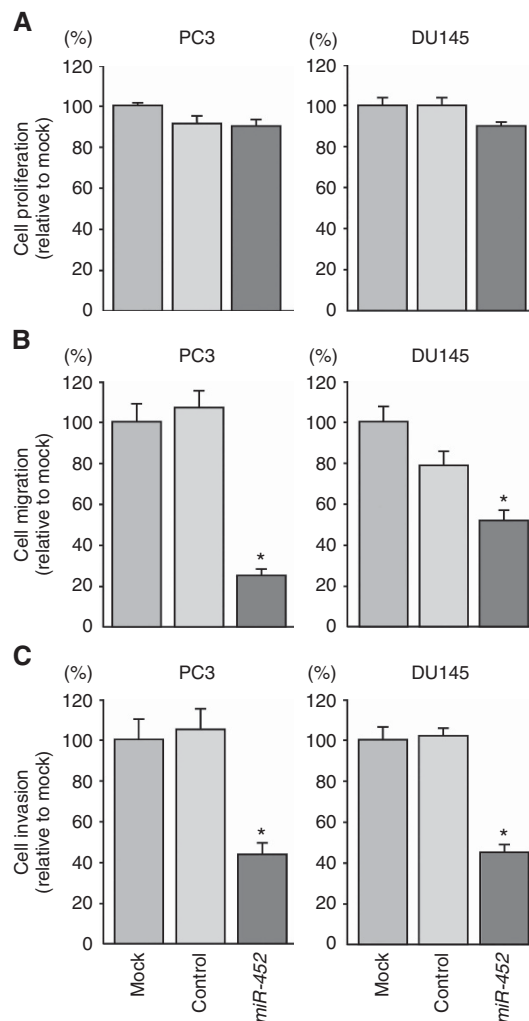 A
(%)
PC3
(%)
DU145
Cell proliferation
(relative to mock)
120
100
80
60
40
20
0
120
100
80
60
40
20
0
B
(%)
PC3
(%)
DU145
Cell migration
(relative to mock)
120
100
80
60
40
20
0
*
120
100
80
60
40
20
0
*
C
(%)
PC3
(%)
DU145
Cell invasion
(relative to mock)
120
100
80
60
40
20
0
*
120
100
80
60
40
20
0
*
Mock
Control
miR-452
Mock
Control
miR-452